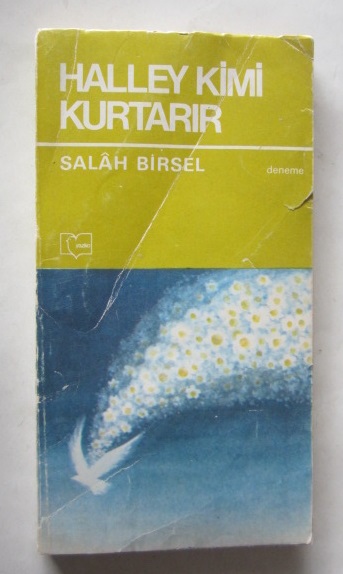 HALLEY KİMİ
KURTARIR
SALÂH BİRSEL
deneme